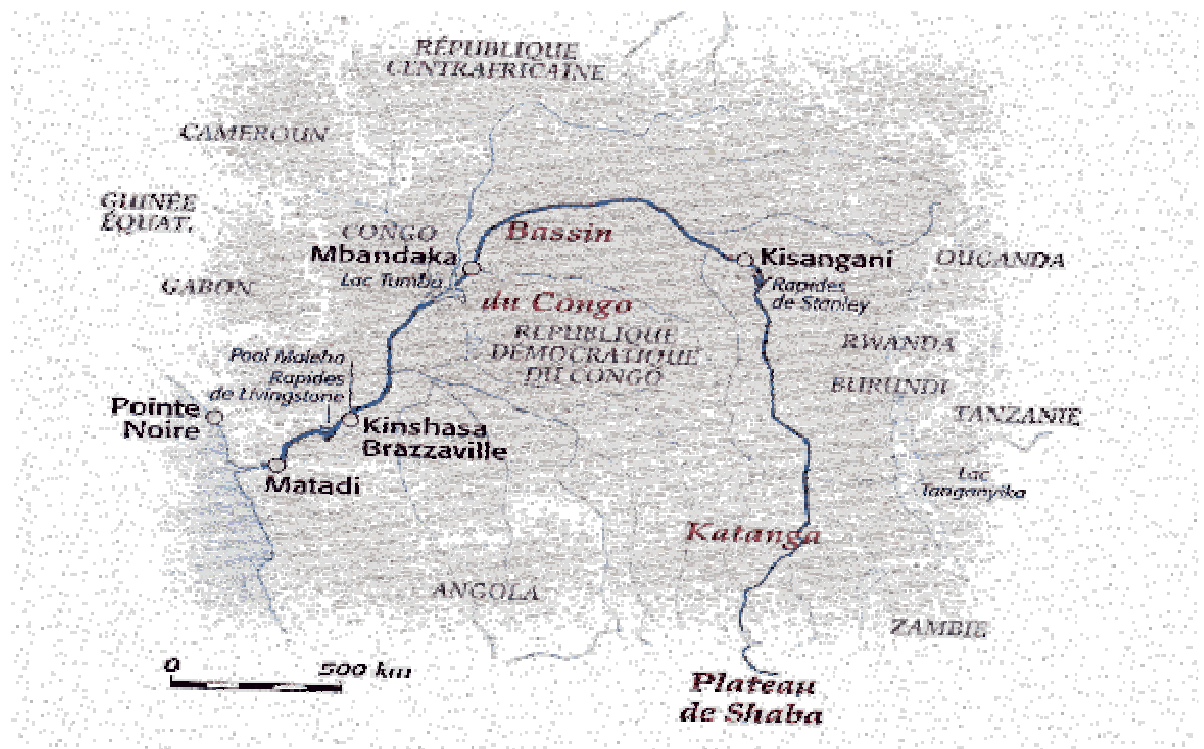 RÉPUBLIQUE
CENTRAFRICAINE
CAMEROUN
GUINÉE
ÉQUAT.
CONGO
Bassin
Mbandaka
Kisangani
OUGANDA
Lac Tumba
GABON
Rapides
de Stanley
du Congo
RÉPUBLIQUE
DÉMOCRATIQUE
DU CONGO
RWANDA
Pool Malebo
Rapides
de Livingstone
BURUNDI
Pointe
Noire
TANZANIE
Kinshasa
Brazzaville
Matadi
Lac
Tanganyika
Katanga
ANGOLA
ZAMBIE
0 500 km
Plateau
de Shaba